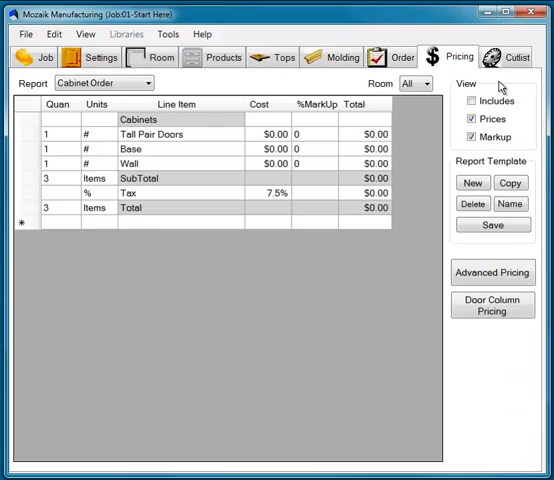 Mozaik Manufacturing (Job:01-Start Here)
File Edit View Libraries Tools Help
Job Settings Room Products Tops Molding Order $ Pricing Cutlist
Report Cabinet Order Room All View
Quan Units Line Item Cost %MarkUp Total Includes
Cabinets Prices
1 # Tall Pair Doors $0.00 0 $0.00 Markup
1 # Base $0.00 0 $0.00
1 # Wall $0.00 0 $0.00 Report Template
3 Items SubTotal $0.00 New Copy
% Tax 7.5% $0.00
3 Items Total $0.00 Delete Name
* Save
Advanced Pricing
Door Column
Pricing